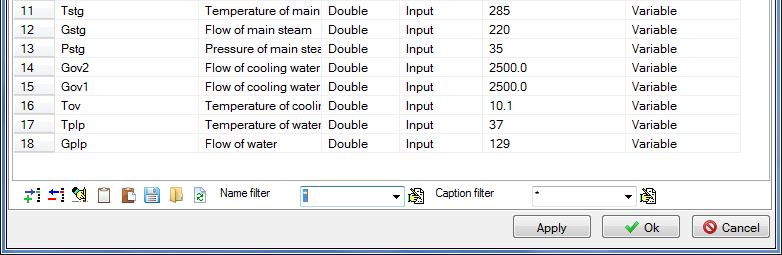 11 Tstg Temperature of main Double Input 285 Variable
12 Gstg Flow of main steam Double Input 220 Variable
13 Pstg Pressure of main stea Double Input 35 Variable
14 Gov2 Flow of cooling water Double Input 2500.0 Variable
15 Gov1 Flow of cooling water Double Input 2500.0 Variable
16 Tov Temperature of coolin Double Input 10.1 Variable
17 Tplp Temperature of water Double Input 37 Variable
18 Gplp Flow of water Double Input 129 Variable
Name filter * Caption filter *
Apply Ok Cancel